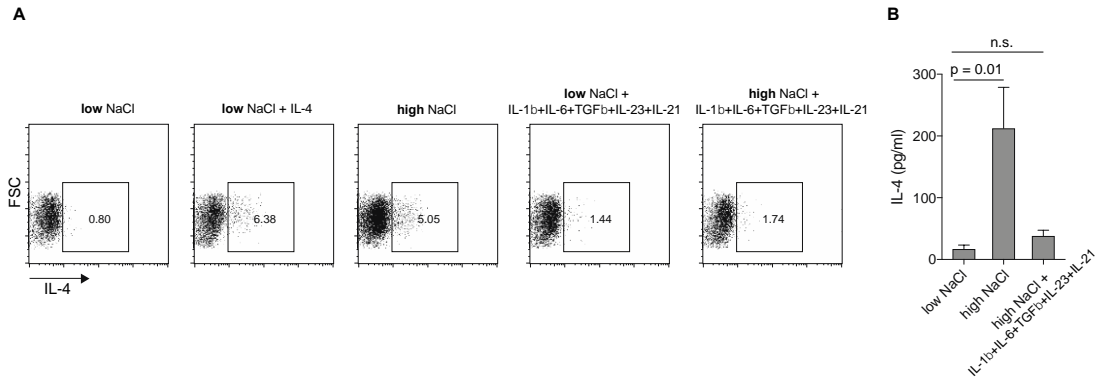 A
low NaCl
low NaCl + IL-4
high NaCl
low NaCl +
IL-1b+IL-6+TGFb+IL-23+IL-21
high NaCl +
IL-1b+IL-6+TGFb+IL-23+IL-21
FSC
0.80
6.38
5.05
1.44
1.74
IL-4
B
n.s.
p = 0.01
300
200
100
0
IL-4 (pg/ml)
low NaCl
high NaCl
high NaCl +
IL-1b+IL-6+TGFb+IL-23+IL-21